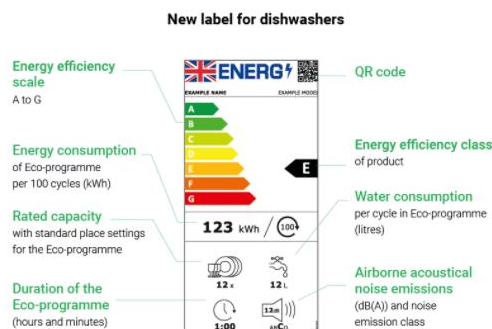 New label for dishwashers
Energy efficiency
scale
A to G
Energy consumption
of Eco-programme
per 100 cycles (kWh)
Rated capacity
with standard place settings
for the Eco-programme
Duration of the
Eco-programme
(hours and minutes)
ENERG
EXAMPLE NAME EXAMPLE MODEL
A
B
C
D
E
F
G
E
123 kWh / 100
12 x 12 L
1:00
12dB
ABCD
QR code
Energy efficiency class
of product
Water consumption
per cycle in Eco-programme
(litres)
Airborne acoustical
noise emissions
(dB(A)) and noise
emission class